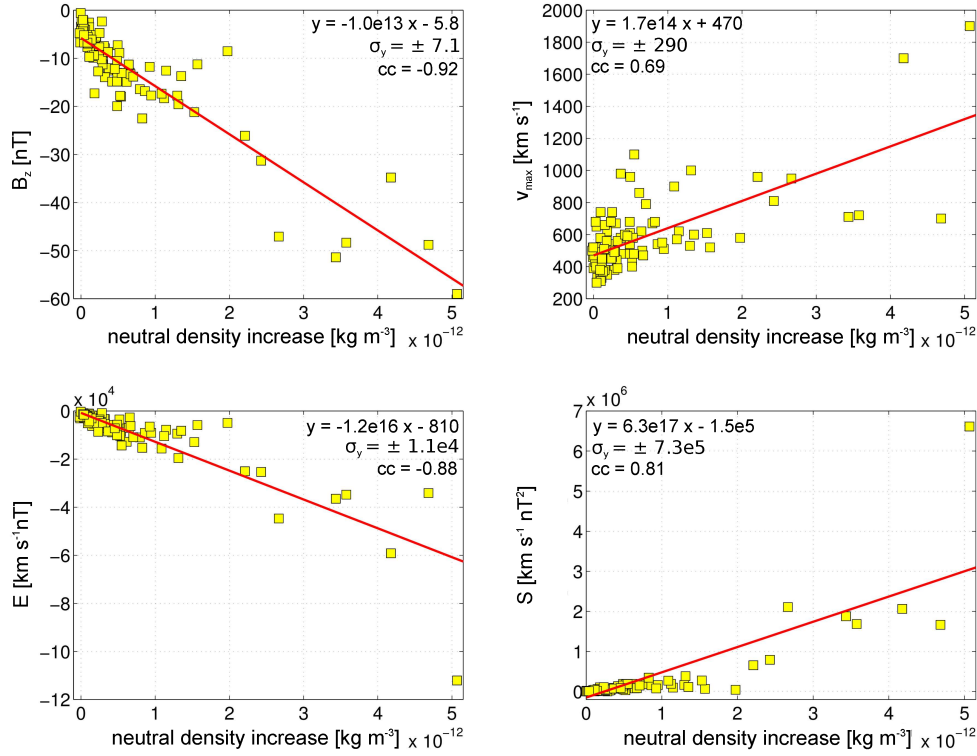 y = -1.0e13 x - 5.8
σy = ± 7.1
cc = -0.92
Bz [nT]
0
−10
−20
−30
−40
−50
−60
0 1 2 3 4 5
neutral density increase [kg m-3] x 10−12
y = 1.7e14 x + 470
σy = ± 290
cc = 0.69
vmax [km s-1]
2000
1800
1600
1400
1200
1000
800
600
400
200
0 1 2 3 4 5
neutral density increase [kg m-3] x 10−12
x 104
y = -1.2e16 x - 810
σy = ± 1.1e4
cc = -0.88
E [km s-1nT]
0
−2
−4
−6
−8
−10
−12
0 1 2 3 4 5
neutral density increase [kg m-3] x 10−12
x 106
y = 6.3e17 x - 1.5e5
σy = ± 7.3e5
cc = 0.81
S [km s-1 nT2]
7
6
5
4
3
2
1
0
0 1 2 3 4 5
neutral density increase [kg m-3] x 10−12